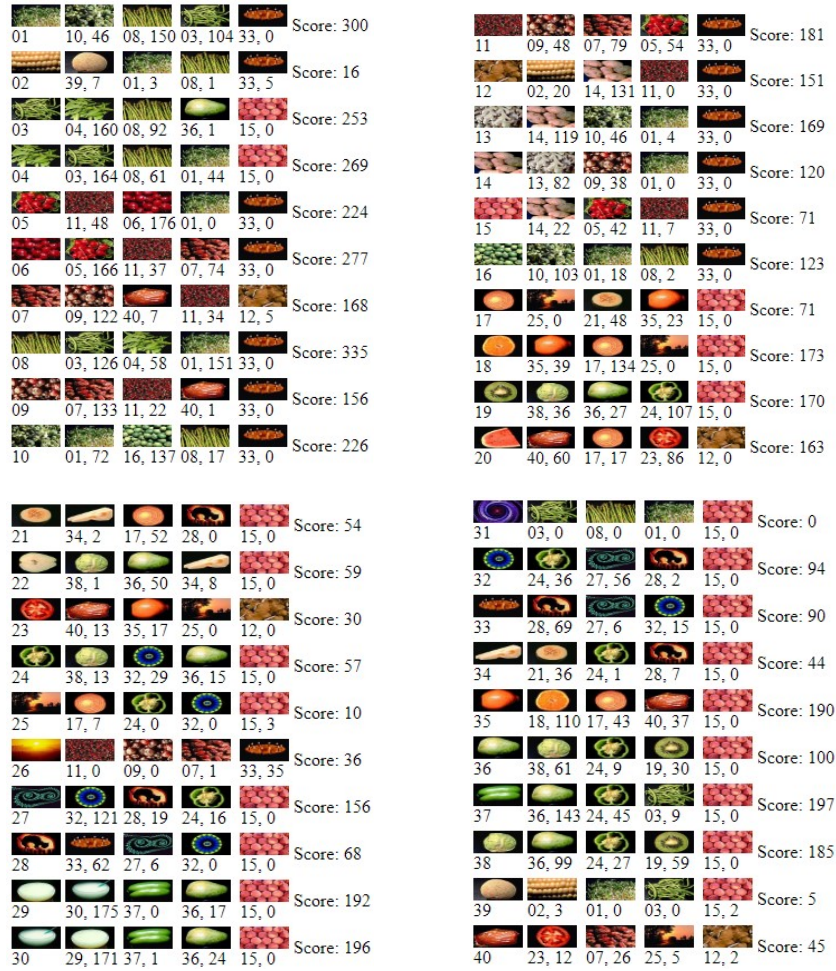 01 10, 46 08, 150 03, 104 33, 0 Score: 300
02 39, 7 01, 3 08, 1 33, 5 Score: 16
03 04, 160 08, 92 36, 1 15, 0 Score: 253
04 03, 164 08, 61 01, 44 15, 0 Score: 269
05 11, 48 06, 176 01, 0 33, 0 Score: 224
06 05, 166 11, 37 07, 74 33, 0 Score: 277
07 09, 122 40, 7 11, 34 12, 5 Score: 168
08 03, 126 04, 58 01, 151 33, 0 Score: 335
09 07, 133 11, 22 40, 1 33, 0 Score: 156
10 01, 72 16, 137 08, 17 33, 0 Score: 226
11 09, 48 07, 79 05, 54 33, 0 Score: 181
12 02, 20 14, 131 11, 0 33, 0 Score: 151
13 14, 119 10, 46 01, 4 33, 0 Score: 169
14 13, 82 09, 38 01, 0 33, 0 Score: 120
15 14, 22 05, 42 11, 7 33, 0 Score: 71
16 10, 103 01, 18 08, 2 33, 0 Score: 123
17 25, 0 21, 48 35, 23 15, 0 Score: 71
18 35, 39 17, 134 25, 0 15, 0 Score: 173
19 38, 36 36, 27 24, 107 15, 0 Score: 170
20 40, 60 17, 17 23, 86 12, 0 Score: 163
21 34, 2 17, 52 28, 0 15, 0 Score: 54
22 38, 1 36, 50 34, 8 15, 0 Score: 59
23 40, 13 35, 17 25, 0 12, 0 Score: 30
24 38, 13 32, 29 36, 15 15, 0 Score: 57
25 17, 7 24, 0 32, 0 15, 3 Score: 10
26 11, 0 09, 0 07, 1 33, 35 Score: 36
27 32, 121 28, 19 24, 16 15, 0 Score: 156
28 33, 62 27, 6 32, 0 15, 0 Score: 68
29 30, 175 37, 0 36, 17 15, 0 Score: 192
30 29, 171 37, 1 36, 24 15, 0 Score: 196
31 03, 0 08, 0 01, 0 15, 0 Score: 0
32 24, 36 27, 56 28, 2 15, 0 Score: 94
33 28, 69 27, 6 32, 15 15, 0 Score: 90
34 21, 36 24, 1 28, 7 15, 0 Score: 44
35 18, 110 17, 43 40, 37 15, 0 Score: 190
36 38, 61 24, 9 19, 30 15, 0 Score: 100
37 36, 143 24, 45 03, 9 15, 0 Score: 197
38 36, 99 24, 27 19, 59 15, 0 Score: 185
39 02, 3 01, 0 03, 0 15, 2 Score: 5
40 23, 12 07, 26 25, 5 12, 2 Score: 45